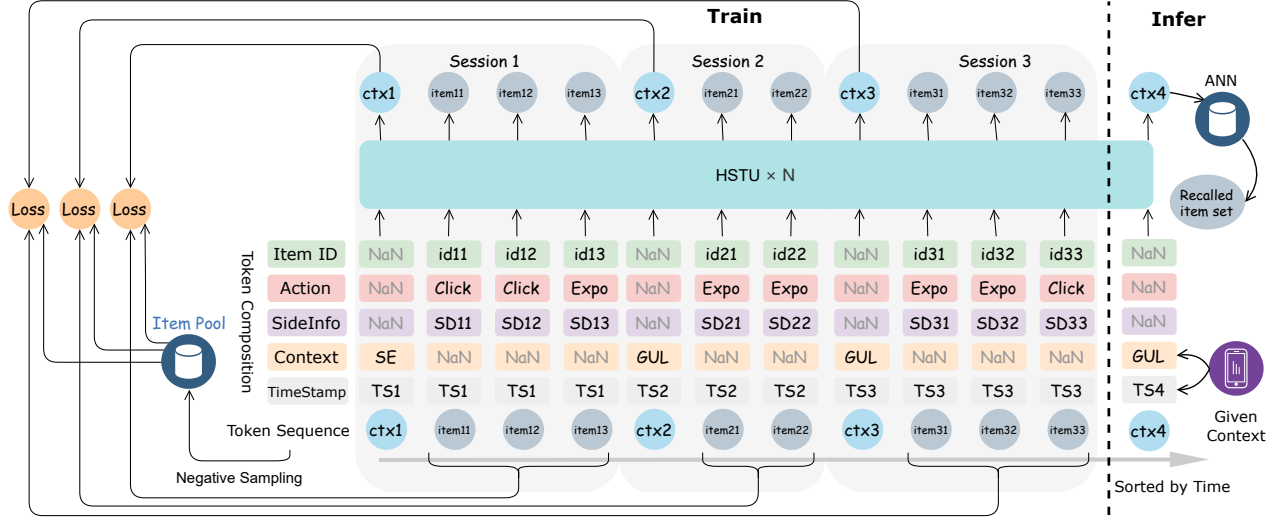 Train
Infer
Session 1
Session 2
Session 3
ctx1
item11
item12
item13
ctx2
item21
item22
ctx3
item31
item32
item33
ctx4
ANN
HSTU × N
Recalled
item set
Loss
Loss
Loss
Token Composition
Item ID
NaN
id11
id12
id13
NaN
id21
id22
NaN
id31
id32
id33
NaN
Action
NaN
Click
Click
Expo
NaN
Expo
Expo
NaN
Expo
Expo
Click
NaN
Item Pool
SideInfo
NaN
SD11
SD12
SD13
NaN
SD21
SD22
NaN
SD31
SD32
SD33
NaN
Context
SE
NaN
NaN
NaN
GUL
NaN
NaN
GUL
NaN
NaN
NaN
GUL
TimeStamp
TS1
TS1
TS1
TS1
TS2
TS2
TS2
TS3
TS3
TS3
TS3
TS4
Given
Context
Token Sequence
ctx1
item11
item12
item13
ctx2
item21
item22
ctx3
item31
item32
item33
ctx4
Negative Sampling
Sorted by Time